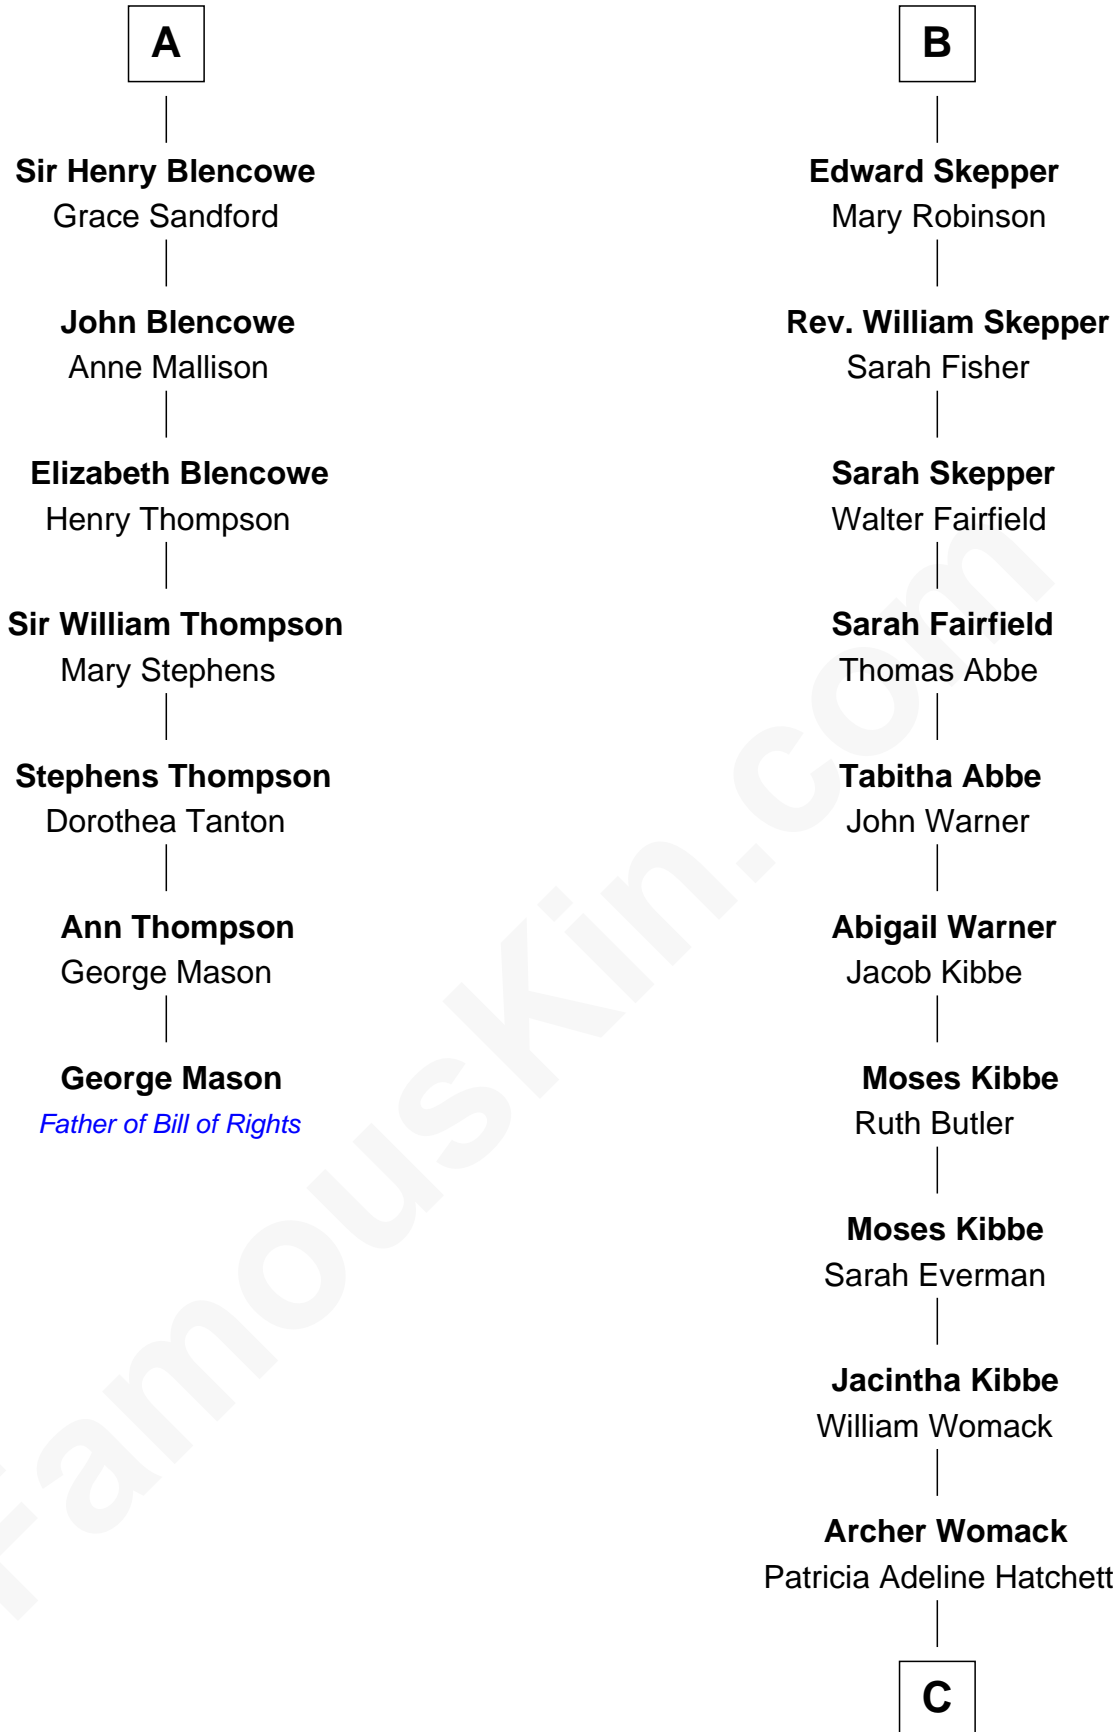 A
Sir Henry Blencowe
Grace Sandford
John Blencowe
Anne Mallison
Elizabeth Blencowe
Henry Thompson
Sir William Thompson
Mary Stephens
Stephens Thompson
Dorothea Tanton
Ann Thompson
George Mason
George Mason
Father of Bill of Rights
B
Edward Skepper
Mary Robinson
Rev. William Skepper
Sarah Fisher
Sarah Skepper
Walter Fairfield
Sarah Fairfield
Thomas Abbe
Tabitha Abbe
John Warner
Abigail Warner
Jacob Kibbe
Moses Kibbe
Ruth Butler
Moses Kibbe
Sarah Everman
Jacintha Kibbe
William Womack
Archer Womack
Patricia Adeline Hatchett
C
FamousKin.com